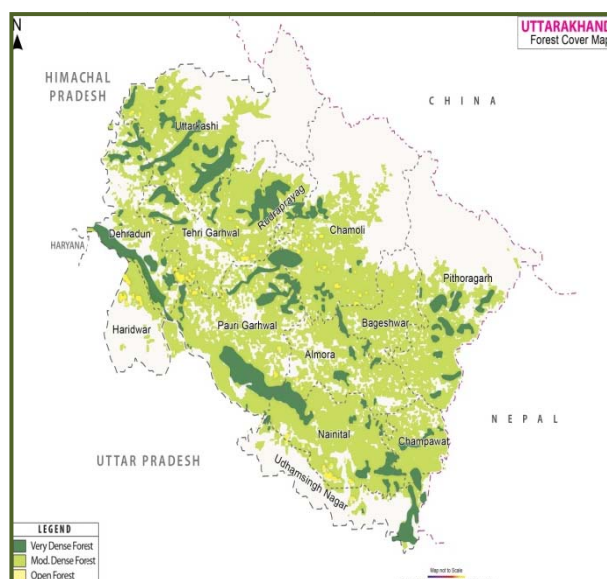 N
UTTARAKHAND
Forest Cover Map
HIMACHAL
PRADESH
CHINA
Uttarkashi
Rudraprayag
Dehradun
Tehri Garhwal
Chamoli
HARYANA
Pithoragarh
Haridwar
Pauri Garhwal
Bageshwar
Almora
NEPAL
Nainital
Champawat
UTTAR PRADESH
Udhamsingh Nagar
LEGEND
Very Dense Forest
Mod. Dense Forest
Open Forest
Map not to Scale